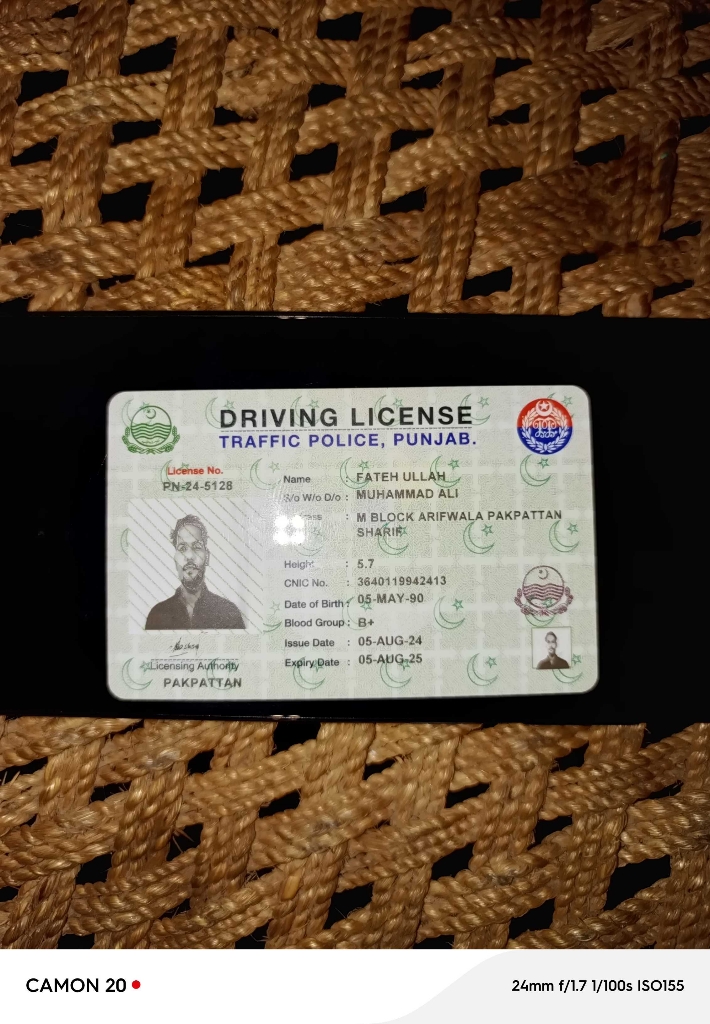 DRIVING LICENSE
TRAFFIC POLICE, PUNJAB.
License No.
PN-24-5128
Name : FATEH ULLAH
S/o W/o D/o : MUHAMMAD ALI
: M BLOCK ARIFWALA PAKPATTAN
SHARIF
Height : 5.7
CNIC No. : 3640119942413
Date of Birth : 05-MAY-90
Blood Group : B+
Issue Date : 05-AUG-24
Expiry Date : 05-AUG-25
Licensing Authority
PAKPATTAN
CAMON 20
24mm f/1.7 1/100s ISO155